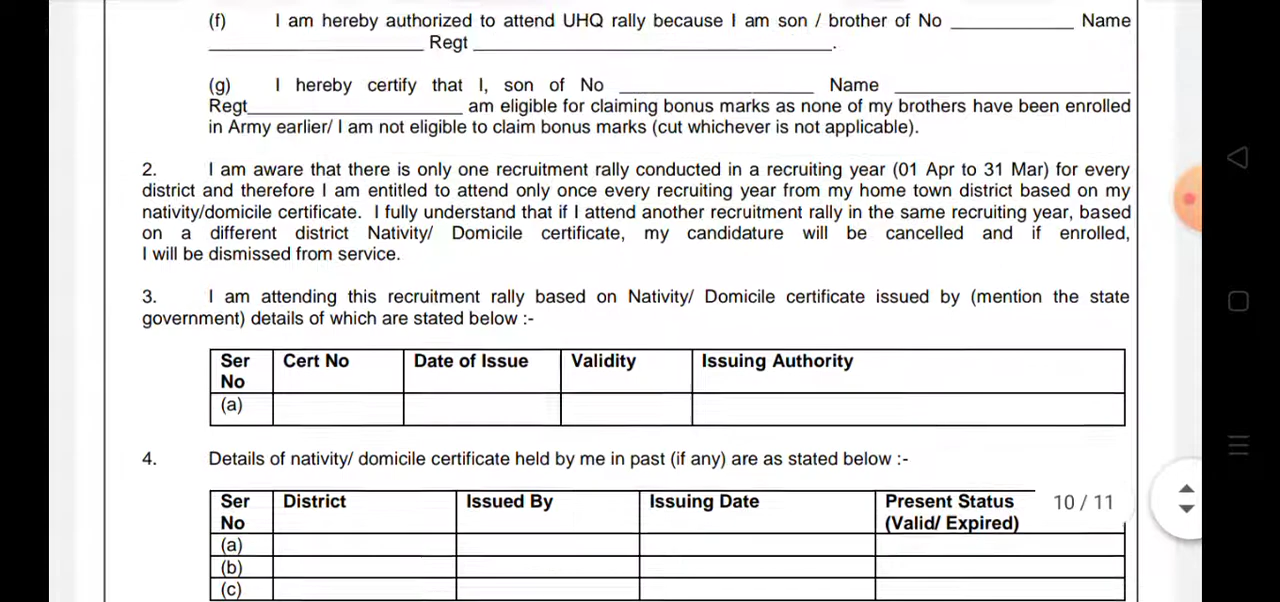 (f) I am hereby authorized to attend UHQ rally because I am son / brother of No ____________ Name
_____________________ Regt ___________________________________.
(g) I hereby certify that I, son of No ___________________ Name _______________________
Regt_____________________ am eligible for claiming bonus marks as none of my brothers have been enrolled
in Army earlier/ I am not eligible to claim bonus marks (cut whichever is not applicable).
2. I am aware that there is only one recruitment rally conducted in a recruiting year (01 Apr to 31 Mar) for every
district and therefore I am entitled to attend only once every recruiting year from my home town district based on my
nativity/domicile certificate. I fully understand that if I attend another recruitment rally in the same recruiting year, based
on a different district Nativity/ Domicile certificate, my candidature will be cancelled and if enrolled,
I will be dismissed from service.
3. I am attending this recruitment rally based on Nativity/ Domicile certificate issued by (mention the state
government) details of which are stated below :-
Ser Cert No Date of Issue Validity Issuing Authority
No
(a)
4. Details of nativity/ domicile certificate held by me in past (if any) are as stated below :-
Ser District Issued By Issuing Date Present Status 10 / 11
No (Valid/ Expired)
(a)
(b)
(c)